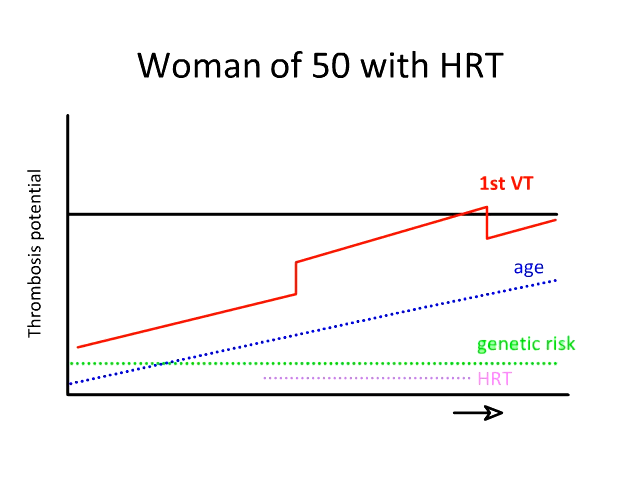 Woman of 50 with HRT
Thrombosis potential
1st VT
age
genetic risk
HRT